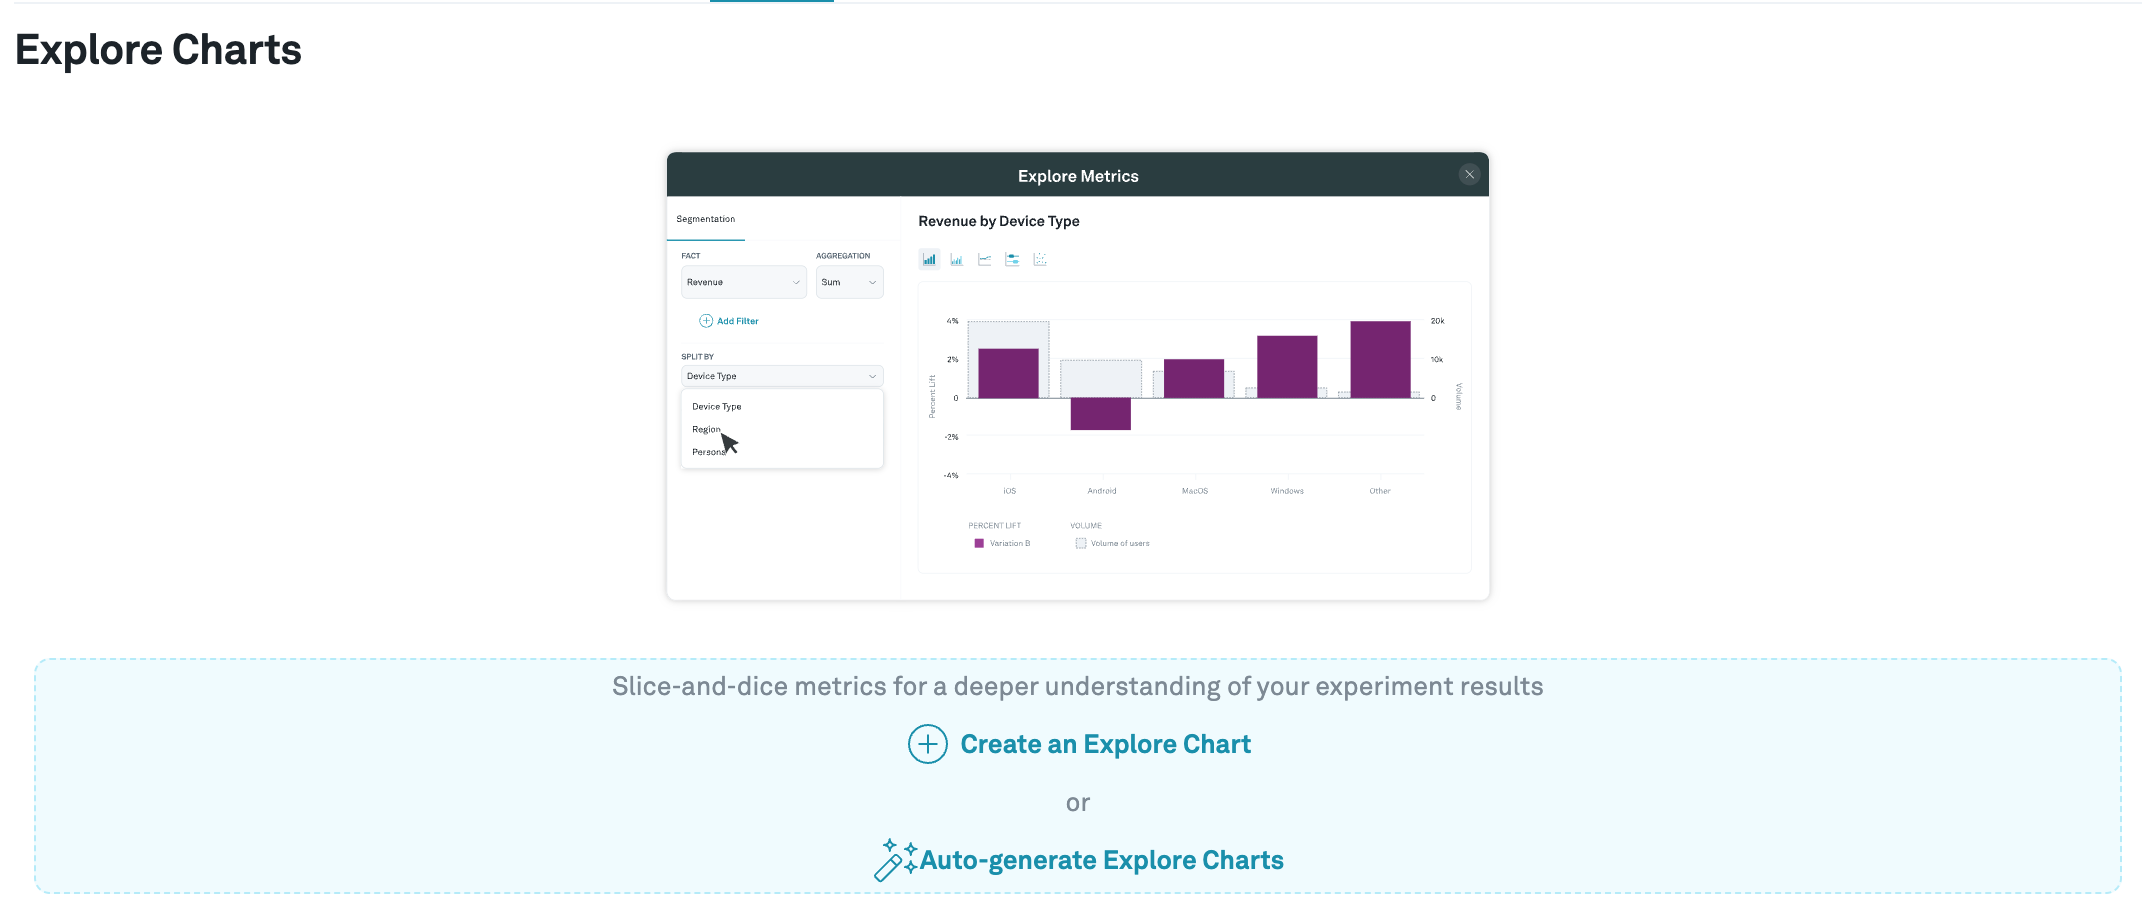 Explore Charts
Explore Metrics
Segmentation
FACT
AGGREGATION
Revenue
Sum
Add Filter
SPLIT BY
Device Type
Device Type
Region
Persona
Revenue by Device Type
4%
2%
0
-2%
-4%
Percent Lift
20k
10k
0
Volume
iOS
Android
MacOS
Windows
Other
PERCENT LIFT
VOLUME
Variation B
Volume of users
Slice-and-dice metrics for a deeper understanding of your experiment results
Create an Explore Chart
or
Auto-generate Explore Charts